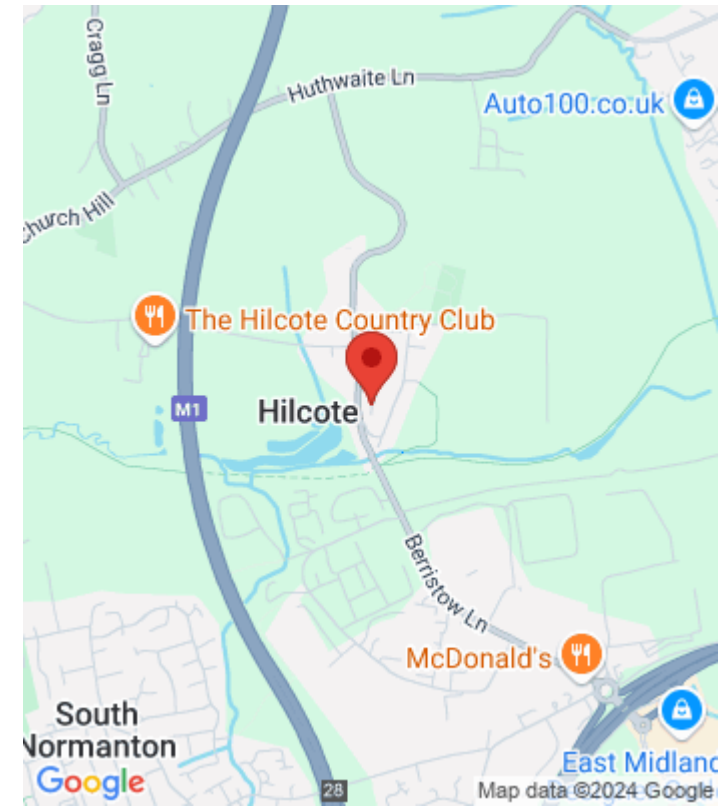 Cragg Ln
Huthwaite Ln
Auto100.co.uk
Church Hill
The Hilcote Country Club
M1
Hilcote
Berristow Ln
McDonald's
South
Normanton
East Midland
Google
28
Map data ©2024 Google